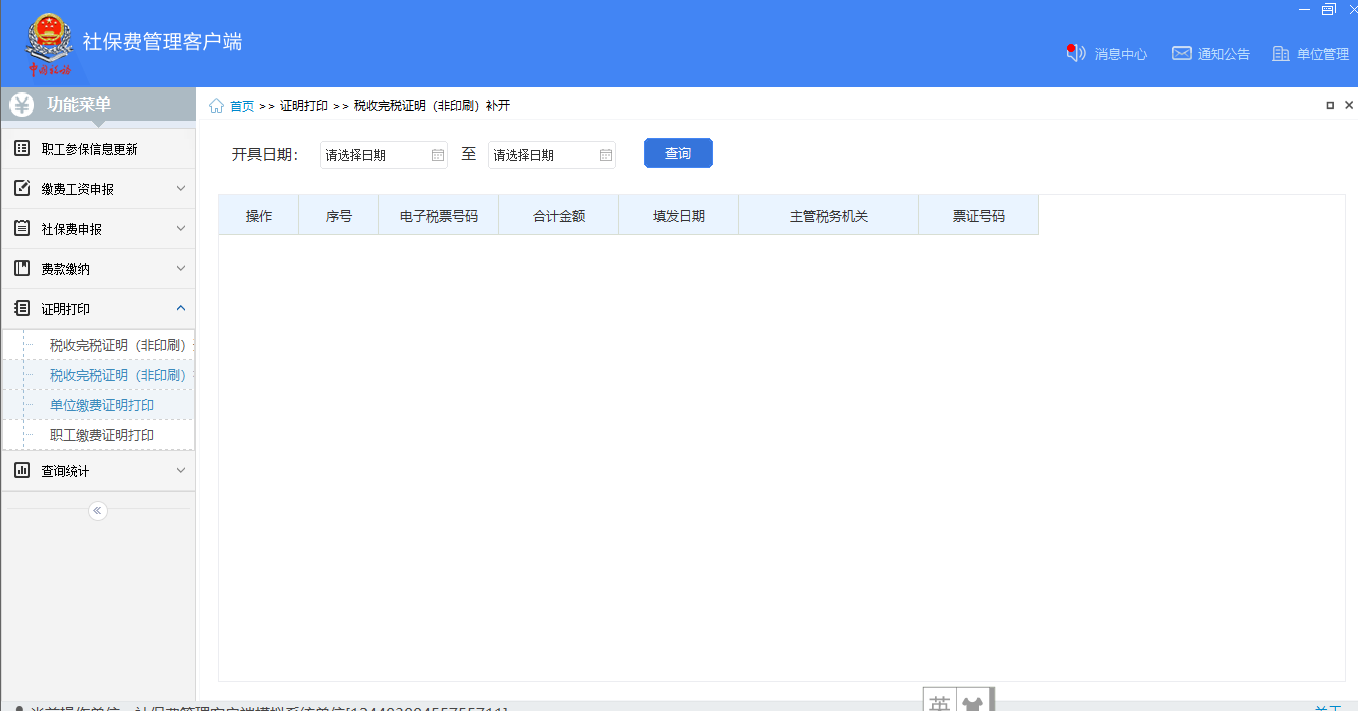 社保费管理客户端
消息中心 通知公告 单位管理
功能菜单
首页 >> 证明打印 >> 税收完税证明（非印刷）补开
职工参保信息更新
缴费工资申报
社保费申报
费款缴纳
证明打印
税收完税证明（非印刷）
税收完税证明（非印刷）
单位缴费证明打印
职工缴费证明打印
查询统计
开具日期： 请选择日期 至 请选择日期 查询
操作 序号 电子税票号码 合计金额 填发日期 主管税务机关 票证号码
英